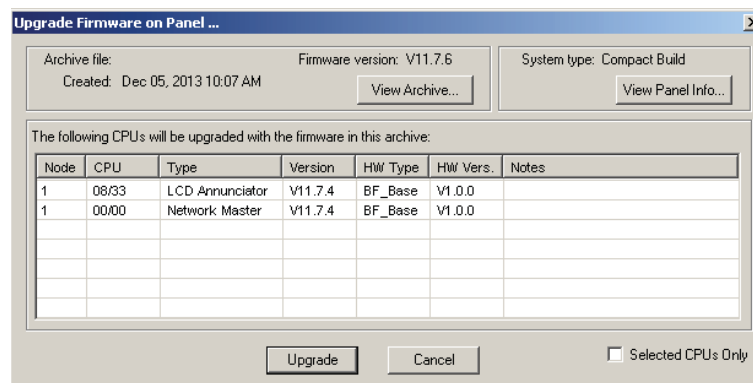 Upgrade Firmware on Panel ...
Archive file: Firmware version: V11.7.6
Created: Dec 05, 2013 10:07 AM
View Archive...
System type: Compact Build
View Panel Info...
The following CPUs will be upgraded with the firmware in this archive:
Node CPU Type Version HW Type HW Vers. Notes
1 08/33 LCD Annunciator V11.7.4 BF_Base V1.0.0
1 00/00 Network Master V11.7.4 BF_Base V1.0.0
Upgrade Cancel Selected CPUs Only